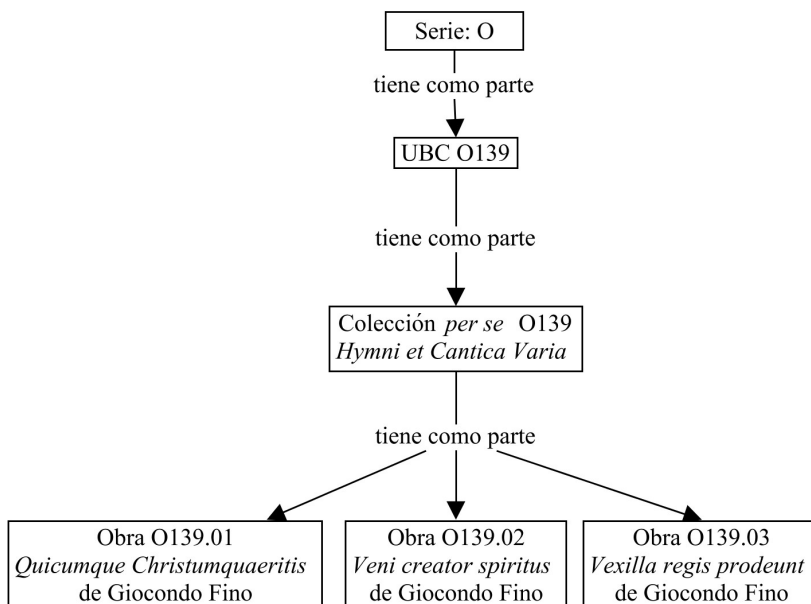 Serie: O
tiene como parte
UBC O139
tiene como parte
Colección per se O139
Hymni et Cantica Varia
tiene como parte
Obra O139.01
Quicumque Christumquaeritis
de Giocondo Fino
Obra O139.02
Veni creator spiritus
de Giocondo Fino
Obra O139.03
Vexilla regis prodeunt
de Giocondo Fino